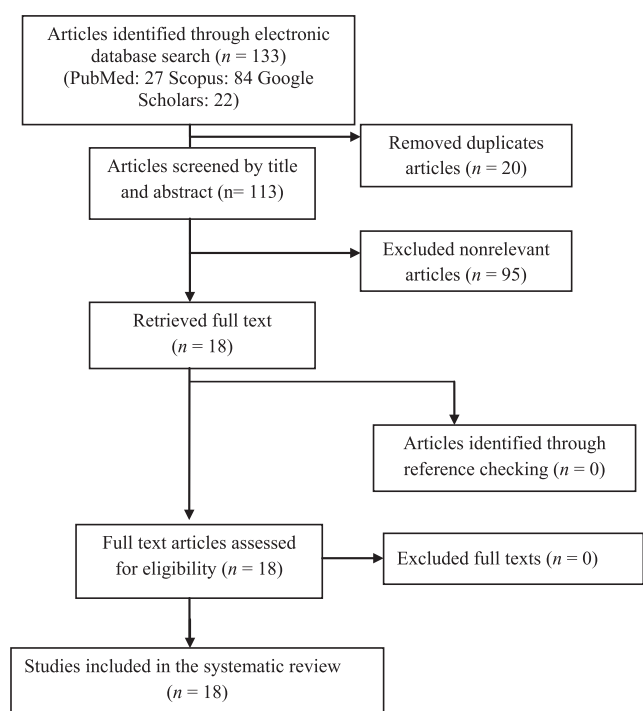 Articles identified through electronic
database search (n = 133)
(PubMed: 27 Scopus: 84 Google
Scholars: 22)
Removed duplicates
articles (n = 20)
Articles screened by title
and abstract (n= 113)
Excluded nonrelevant
articles (n = 95)
Retrieved full text
(n = 18)
Articles identified through
reference checking (n = 0)
Full text articles assessed
for eligibility (n = 18)
Excluded full texts (n = 0)
Studies included in the systematic review
(n = 18)